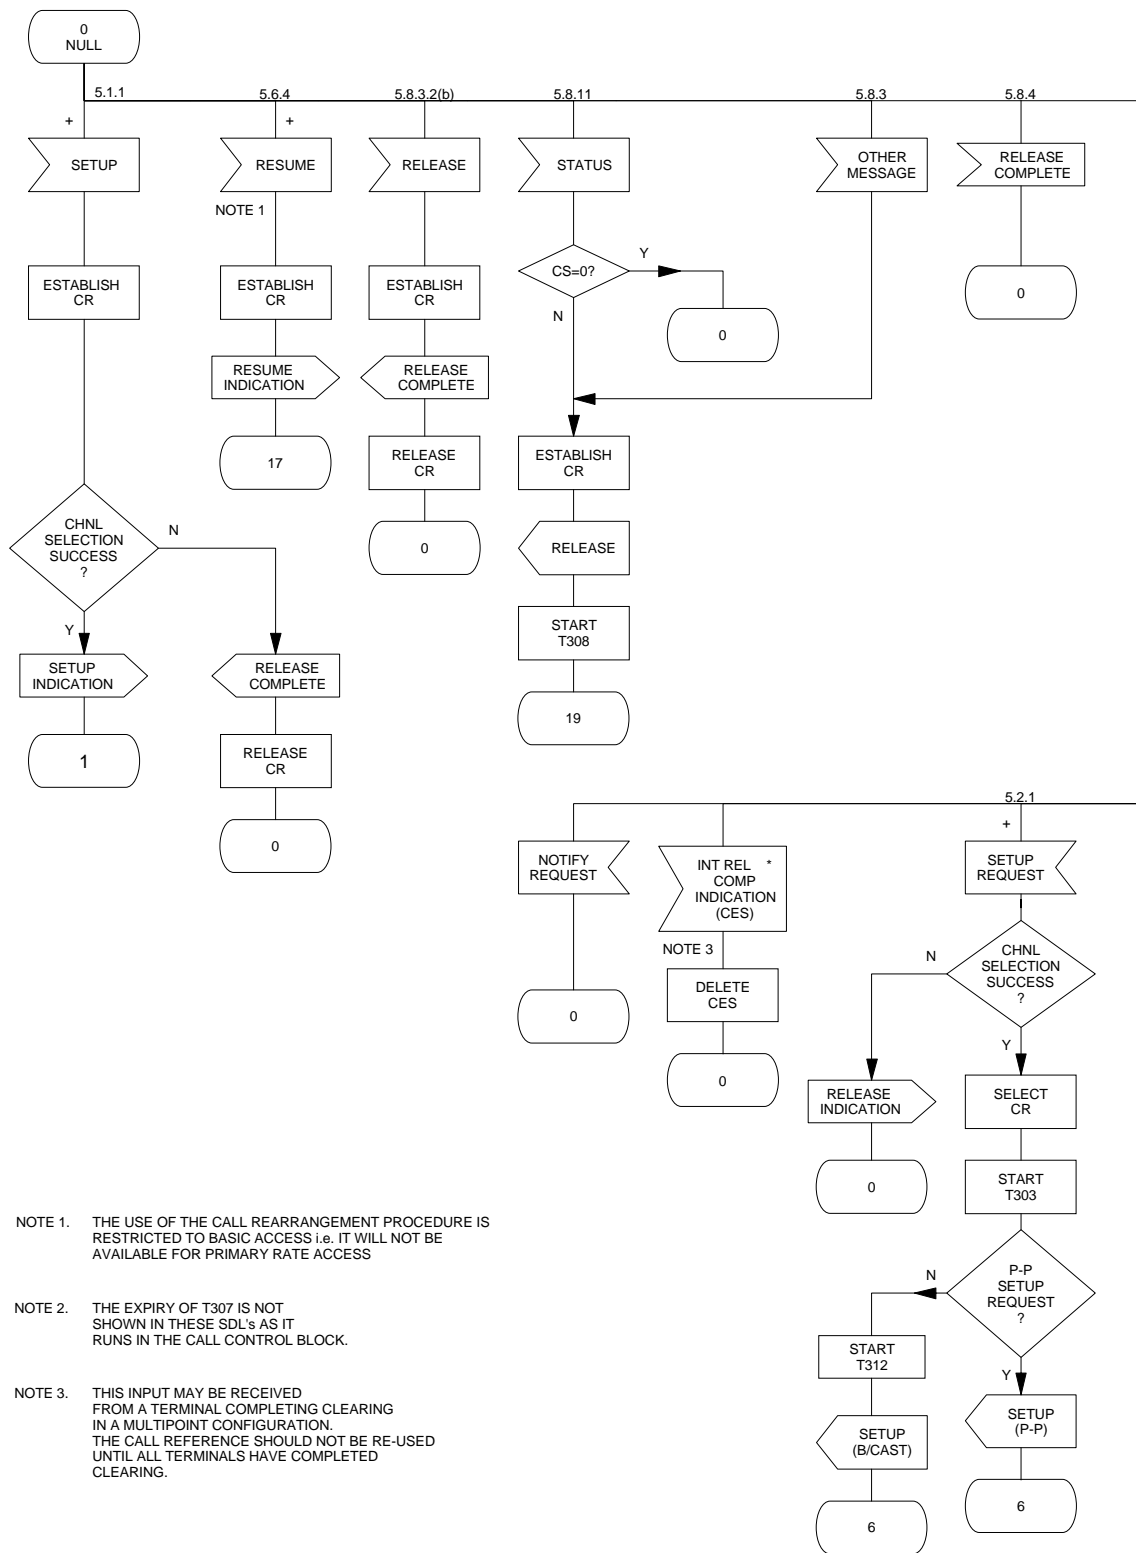 0
NULL
5.1.1
5.6.4
5.8.3.2(b)
5.8.11
5.8.3
5.8.4
+
+
SETUP
RESUME
RELEASE
STATUS
OTHER
MESSAGE
RELEASE
COMPLETE
NOTE 1
ESTABLISH
CR
ESTABLISH
CR
ESTABLISH
CR
CS=0?
Y
N
0
0
RESUME
INDICATION
RELEASE
COMPLETE
17
RELEASE
CR
ESTABLISH
CR
0
RELEASE
CHNL
SELECTION
SUCCESS
?
N
Y
START
T308
SETUP
INDICATION
RELEASE
COMPLETE
19
1
RELEASE
CR
0
5.2.1
+
NOTIFY
REQUEST
INT REL *
COMP
INDICATION
(CES)
SETUP
REQUEST
NOTE 3
DELETE
CES
CHNL
SELECTION
SUCCESS
?
N
Y
0
0
RELEASE
INDICATION
SELECT
CR
0
START
T303
P-P
SETUP
REQUEST
?
N
Y
START
T312
SETUP
(B/CAST)
SETUP
(P-P)
6
6
NOTE 1. THE USE OF THE CALL REARRANGEMENT PROCEDURE IS
RESTRICTED TO BASIC ACCESS i.e. IT WILL NOT BE
AVAILABLE FOR PRIMARY RATE ACCESS
NOTE 2. THE EXPIRY OF T307 IS NOT
SHOWN IN THESE SDL's AS IT
RUNS IN THE CALL CONTROL BLOCK.
NOTE 3. THIS INPUT MAY BE RECEIVED
FROM A TERMINAL COMPLETING CLEARING
IN A MULTIPOINT CONFIGURATION.
THE CALL REFERENCE SHOULD NOT BE RE-USED
UNTIL ALL TERMINALS HAVE COMPLETED
CLEARING.